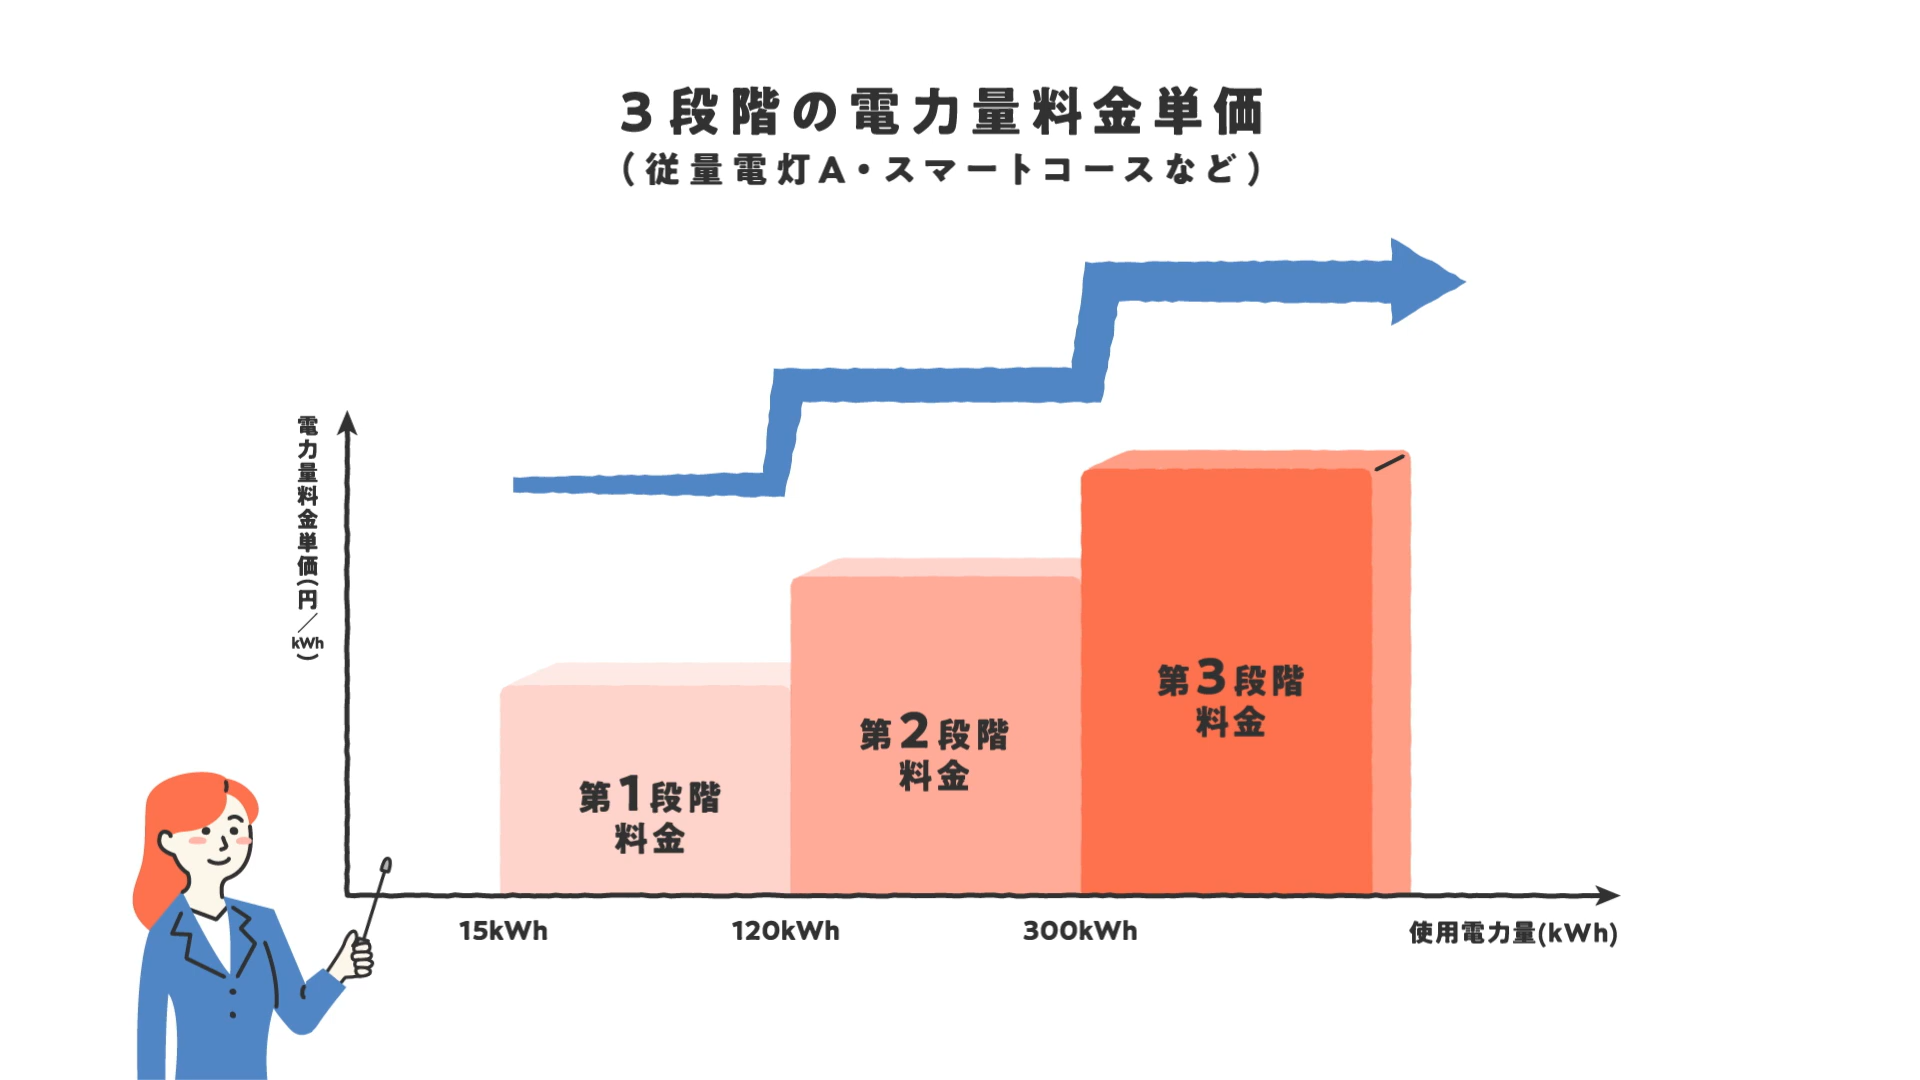 3段階の電力量料金単価
(従量電灯A・スマートコースなど)
電力量料金単価(円/kWh)
第1段階
料金
第2段階
料金
第3段階
料金
15kWh
120kWh
300kWh
使用電力量(kWh)